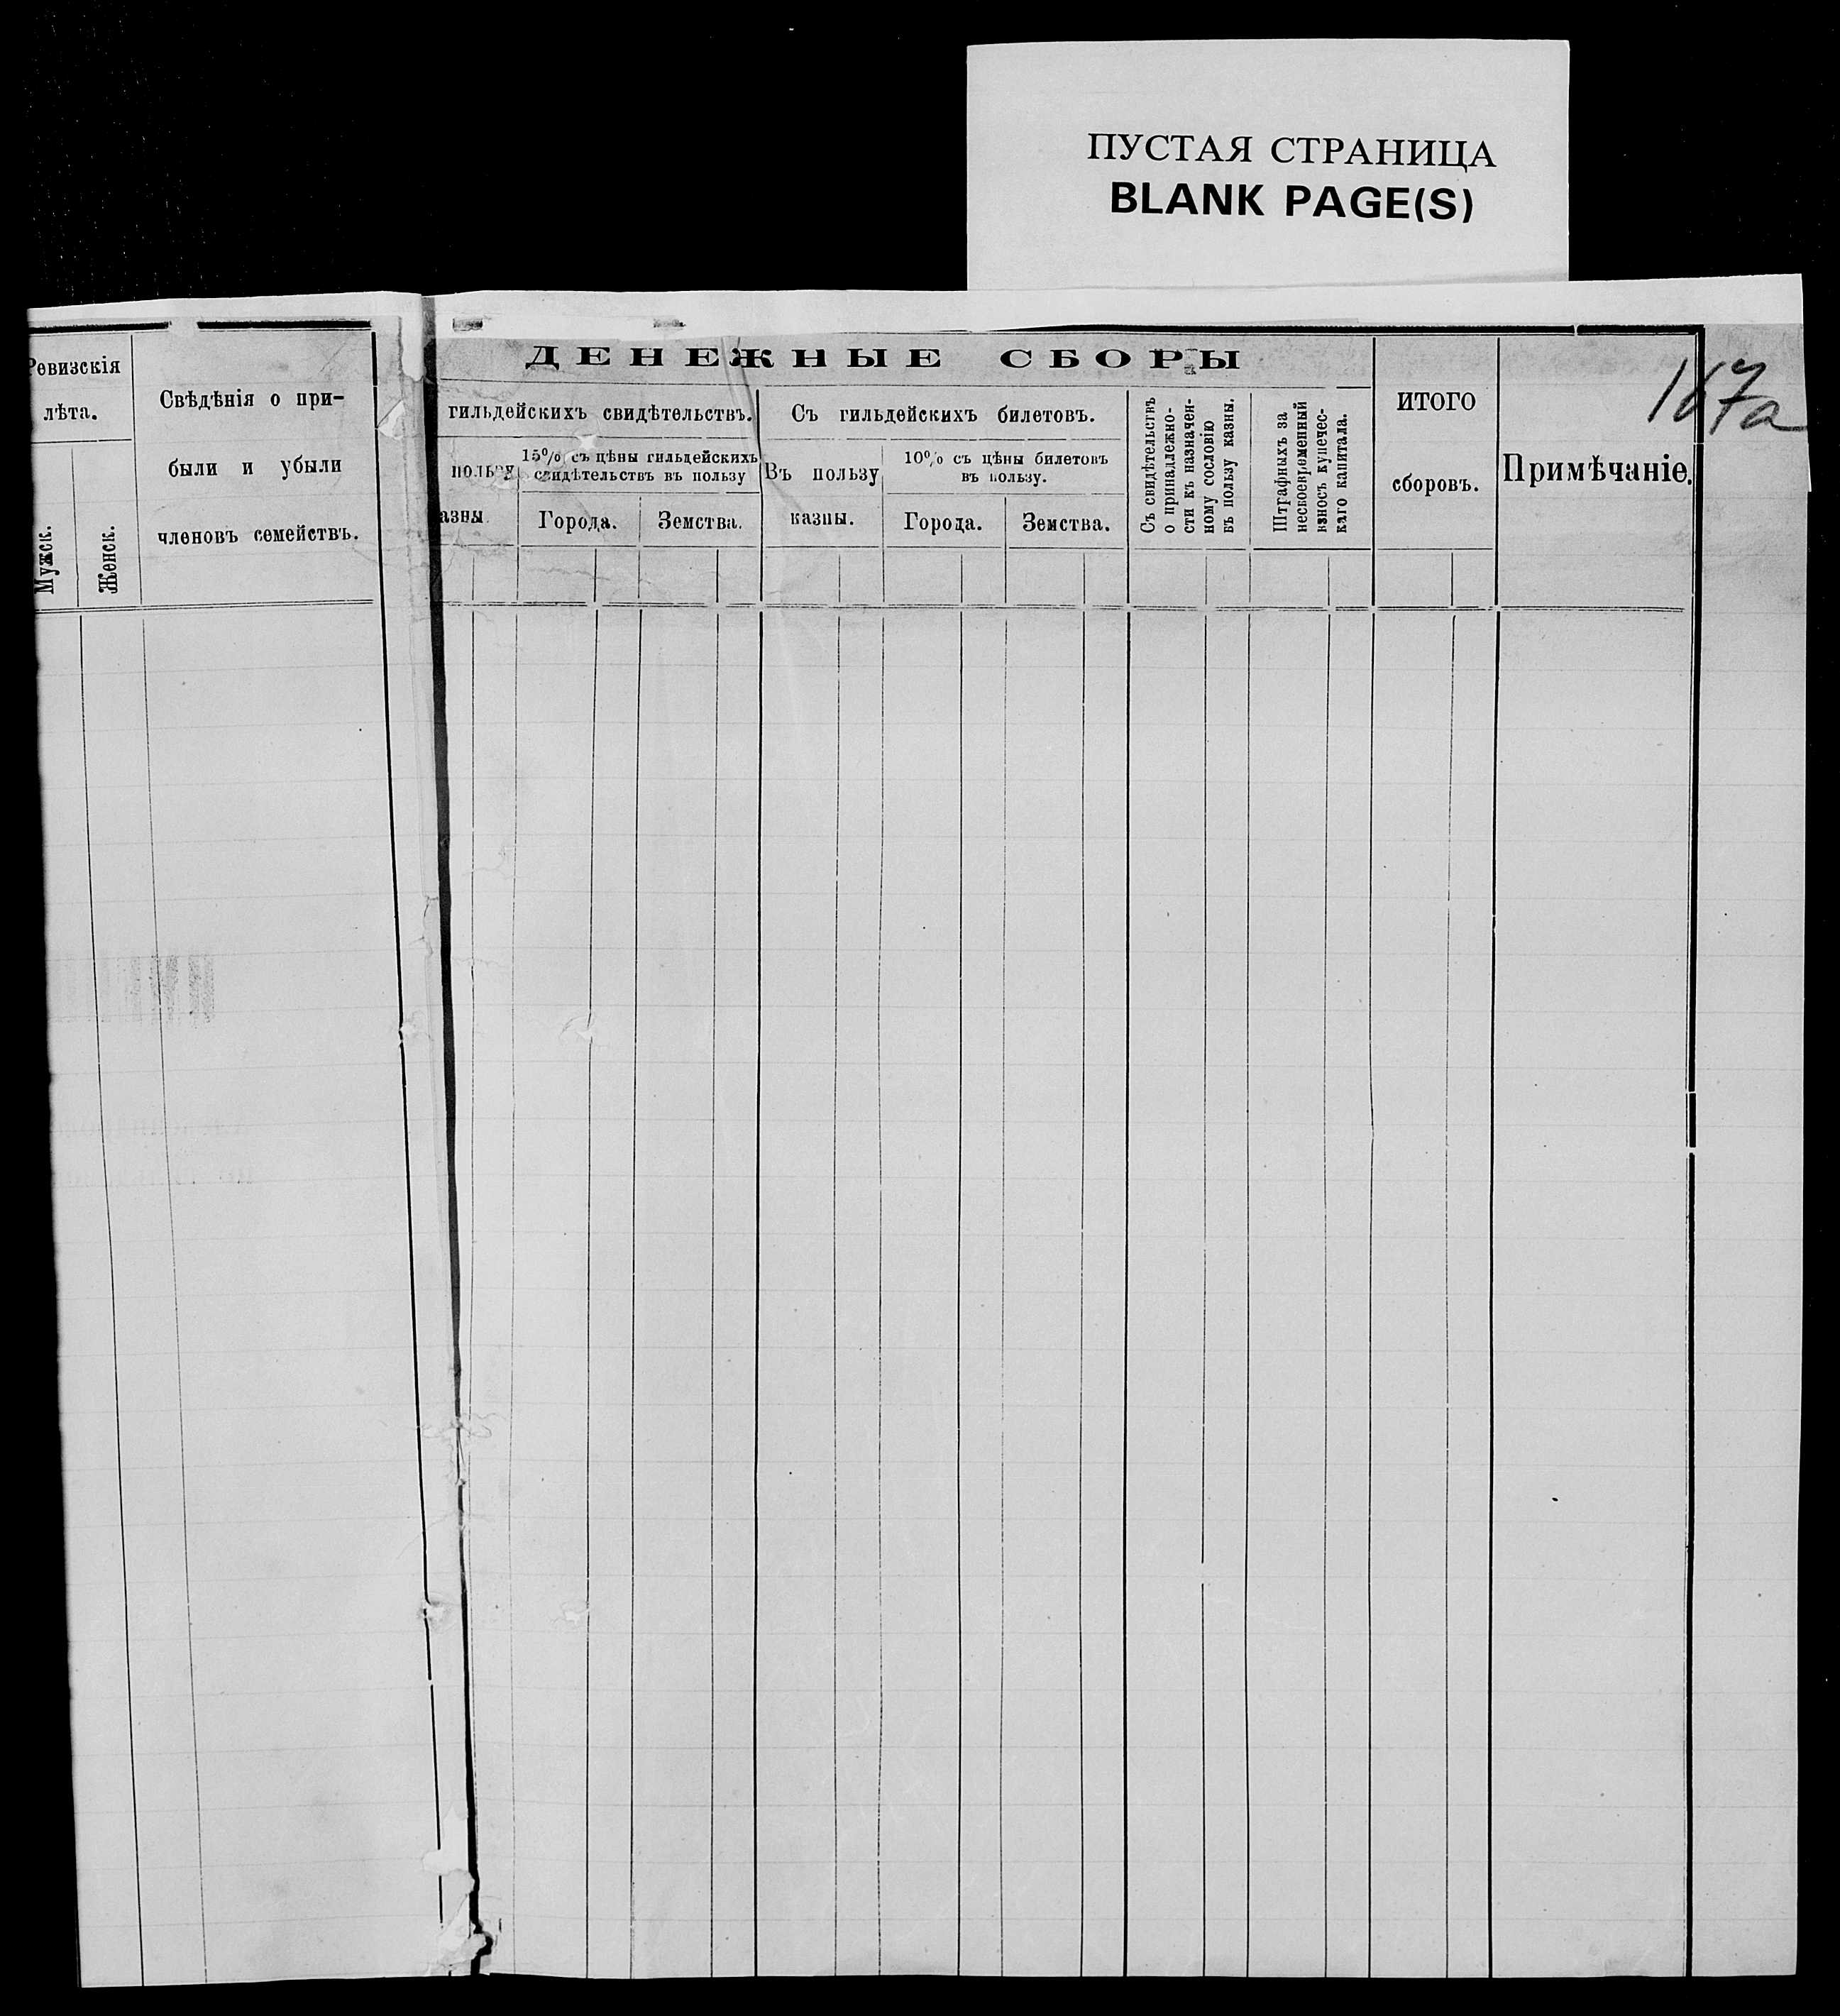 ПУСТАЯ СТРАНИЦА
BLANK PAGE(S)
167а
Ревизскія
лѣта.
Мужск.
Женск.
Свѣдѣнія о при-
были и убыли
членовъ семействъ.
ДЕНЕЖНЫЕ СБОРЫ
гильдейскихъ свидѣтельствъ.
пользу
азны.
15% съ цѣны гильдейскихъ
свидѣтельствъ въ пользу
Города.
Земства.
Съ гильдейскихъ билетовъ.
Въ пользу
казны.
10% съ цѣны билетовъ
въ пользу.
Города.
Земства.
Съ свидѣтельствъ
о принадлежно-
сти къ назначен-
ному сословію
въ пользу казны.
Штрафныхъ за
несвоевременный
взносъ купечес-
каго капитала.
ИТОГО
сборовъ.
Примѣчаніе.